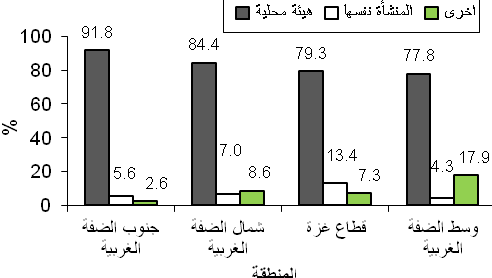 هيئة محلية المنشأة نفسها اخرى
100
80
60
40
20
0
%
91.8 5.6 2.6
84.4 7.0 8.6
79.3 13.4 7.3
77.8 4.3 17.9
جنوب الضفة الغربية
شمال الضفة الغربية
قطاع غزة
وسط الضفة الغربية
المنطقة